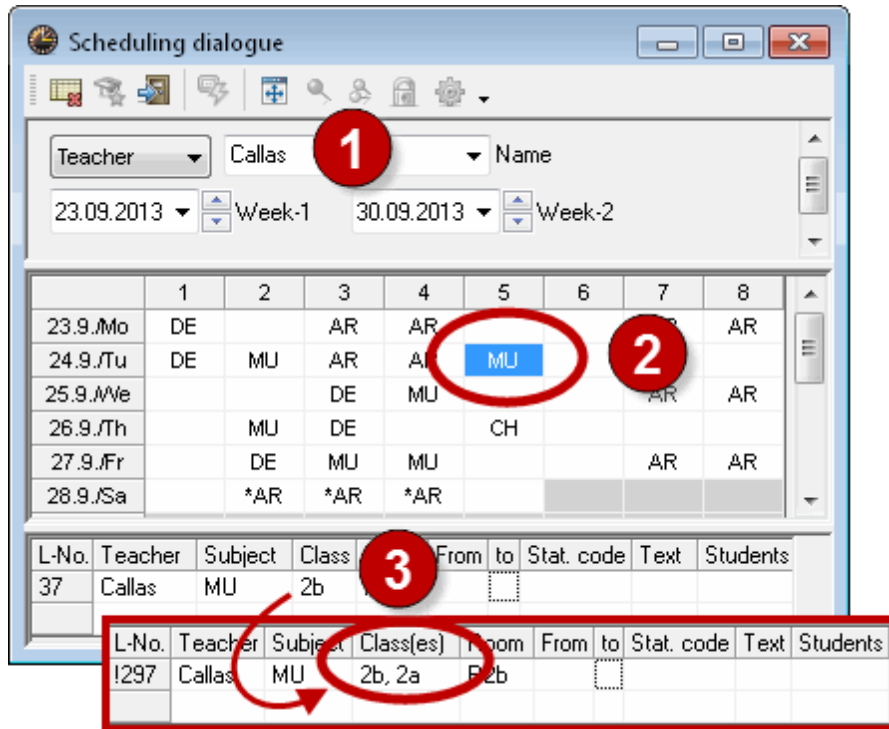 Scheduling dialogue
Teacher Callas 1 Name
23.09.2013 Week-1 30.09.2013 Week-2
1 2 3 4 5 6 7 8
23.9./Mo DE AR AR AR
24.9./Tu DE MU AR AR MU 2
25.9./We DE MU AR AR
26.9./Th MU DE CH
27.9./Fr DE MU MU AR AR
28.9./Sa *AR *AR *AR
L-No. Teacher Subject Class 3 From to Stat. code Text Students
37 Callas MU 2b
L-No. Teacher Subject Class(es) Room From to Stat. code Text Students
!297 Callas MU 2b, 2a R2b